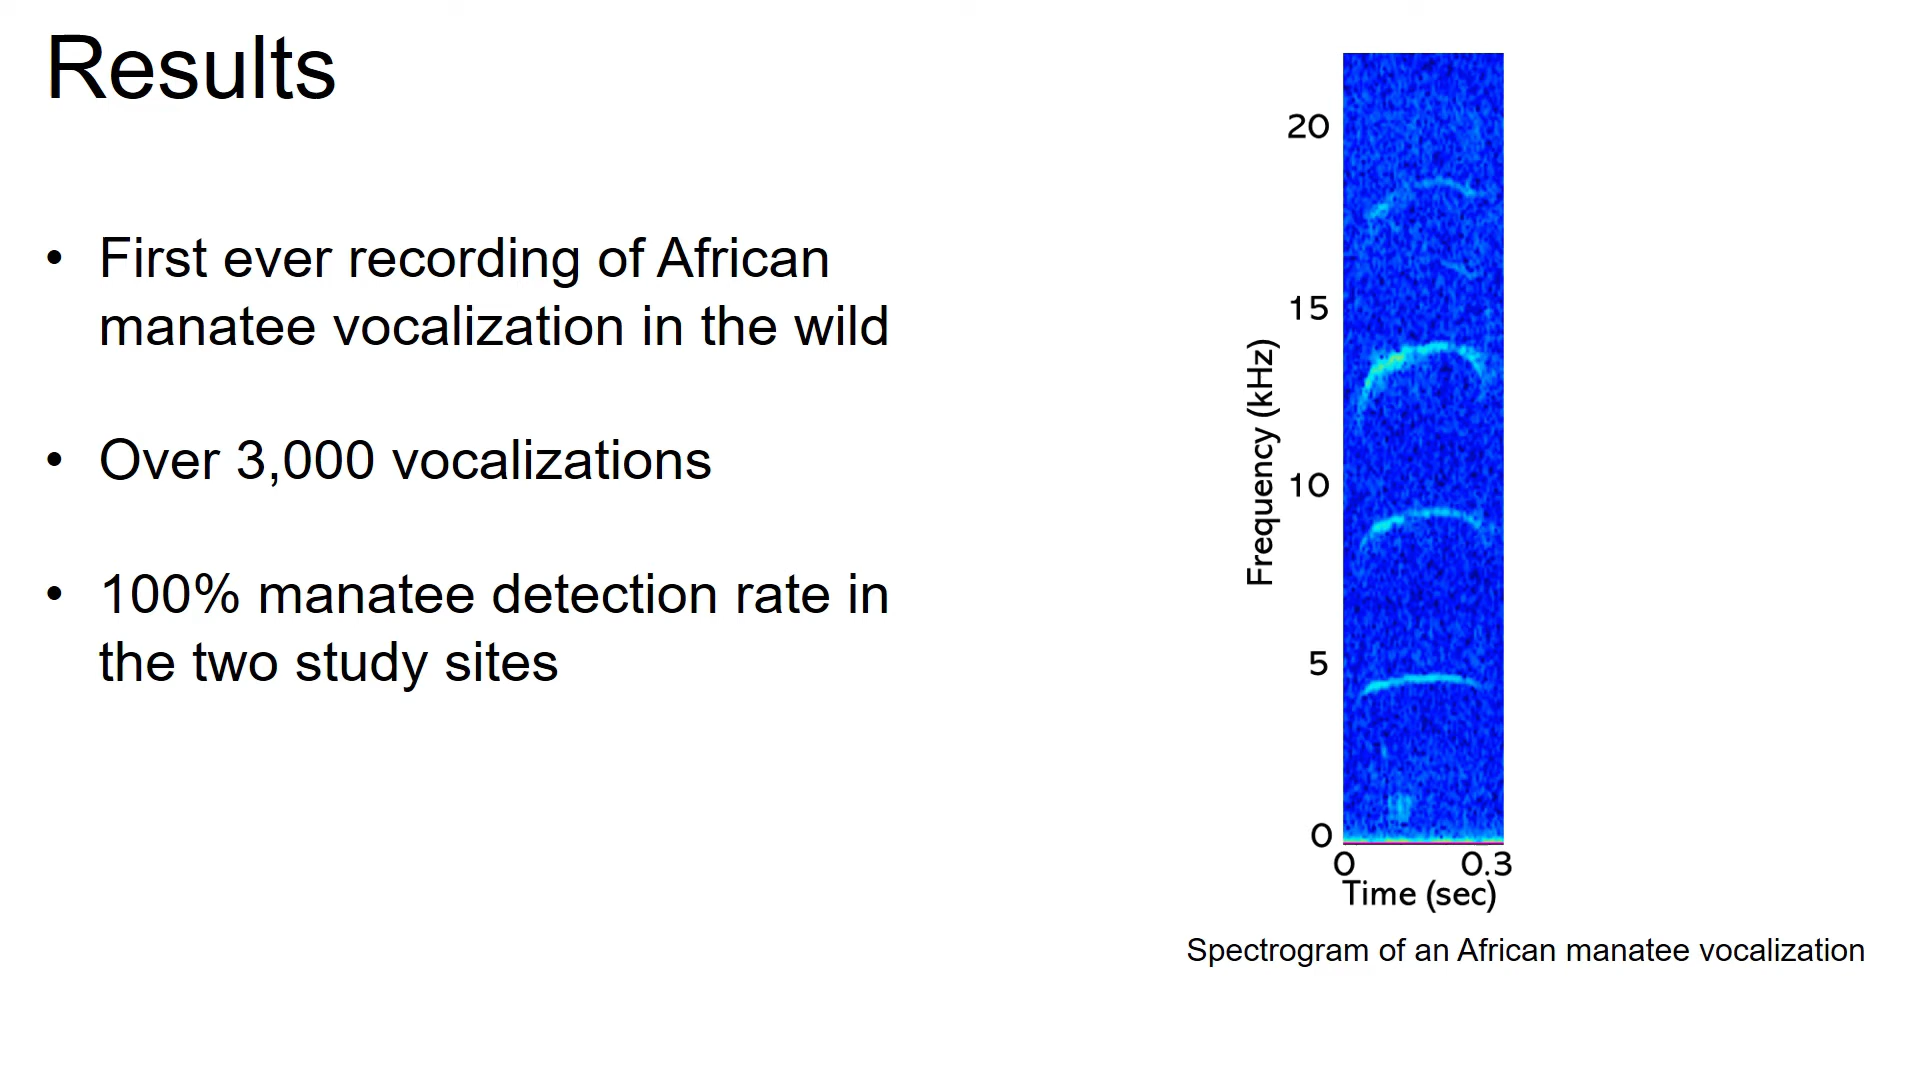 Results
• First ever recording of African
manatee vocalization in the wild
• Over 3,000 vocalizations
• 100% manatee detection rate in
the two study sites
20
15
10
5
0
Frequency (kHz)
0 0.3
Time (sec)
Spectrogram of an African manatee vocalization